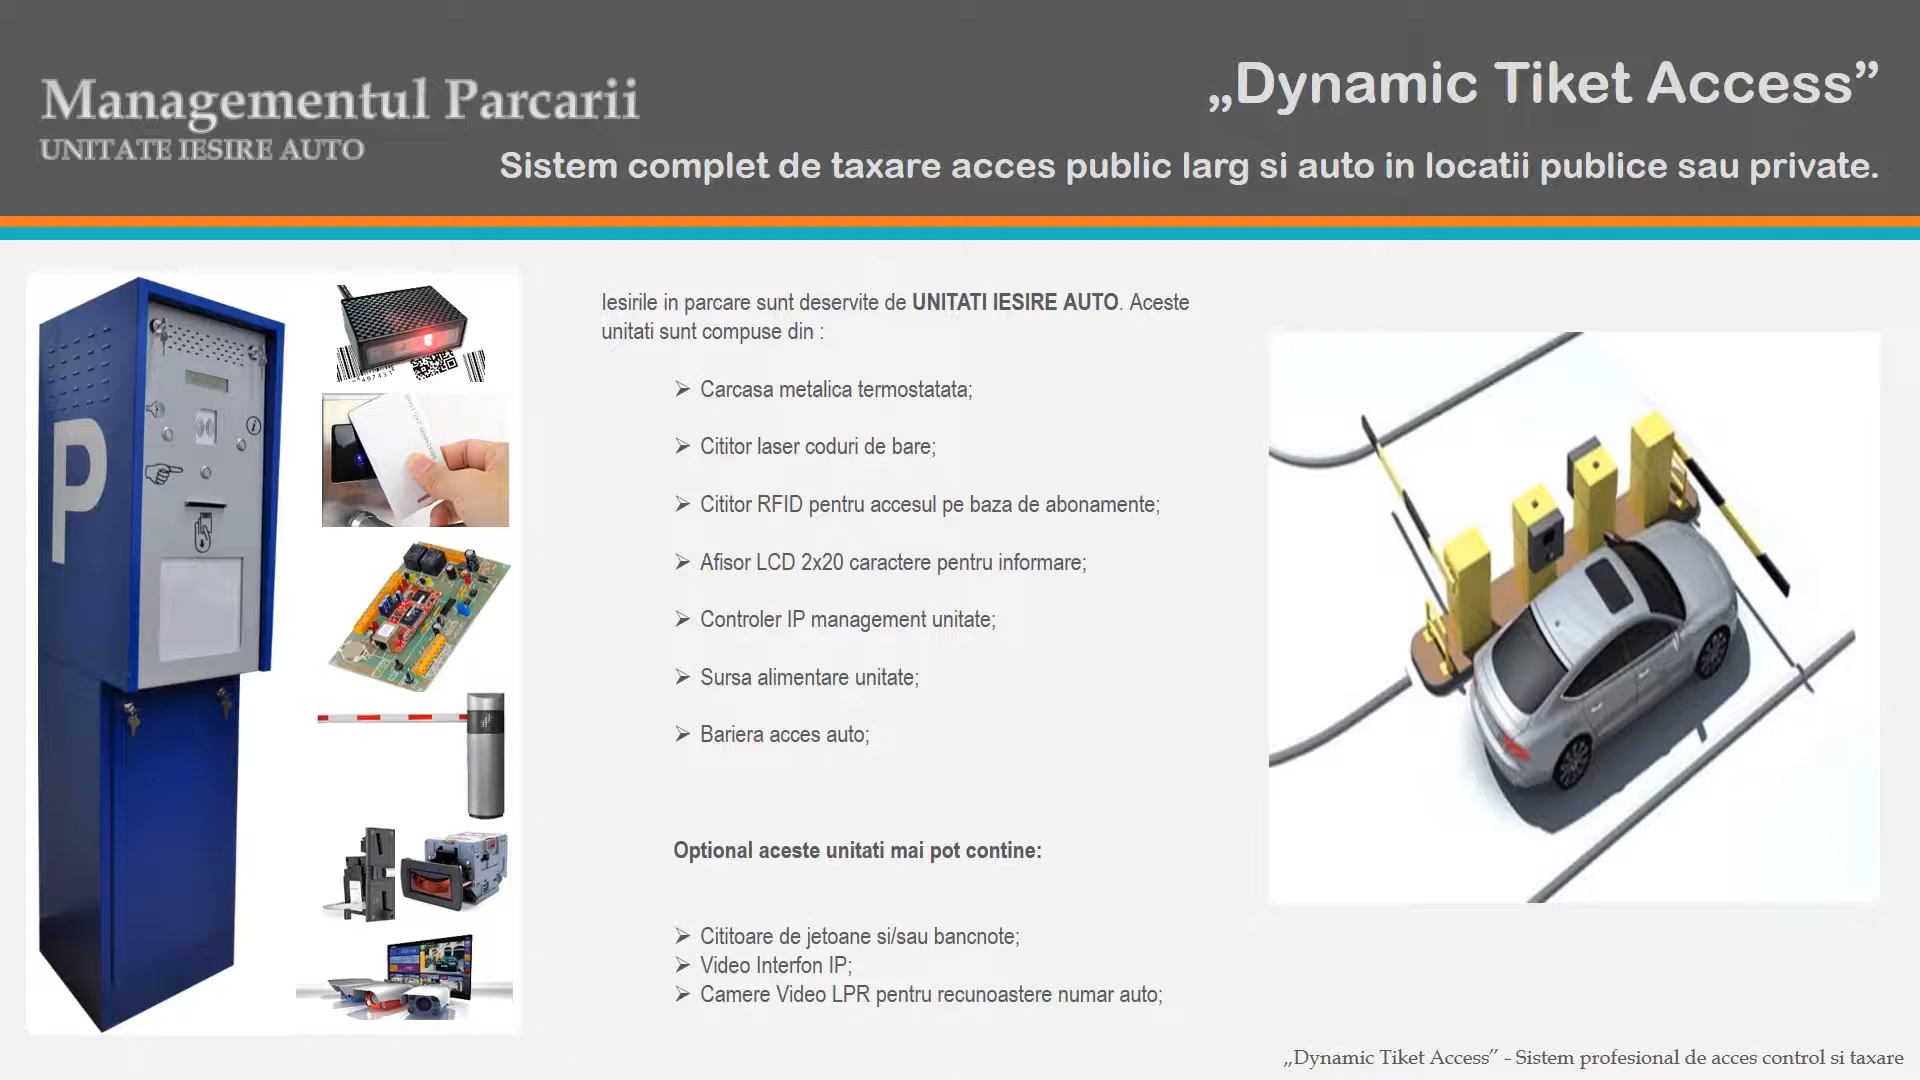 Managementul Parcarii
UNITATE IESIRE AUTO
„Dynamic Tiket Access”
Sistem complet de taxare acces public larg si auto in locatii publice sau private.
P
Iesirile in parcare sunt deservite de UNITATI IESIRE AUTO. Aceste
unitati sunt compuse din :
➢ Carcasa metalica termostatata;
➢ Cititor laser coduri de bare;
➢ Cititor RFID pentru accesul pe baza de abonamente;
➢ Afisor LCD 2x20 caractere pentru informare;
➢ Controler IP management unitate;
➢ Sursa alimentare unitate;
➢ Bariera acces auto;
Optional aceste unitati mai pot contine:
➢ Cititoare de jetoane si/sau bancnote;
➢ Video Interfon IP;
➢ Camere Video LPR pentru recunoastere numar auto;
„Dynamic Tiket Access” - Sistem profesional de acces control si taxare